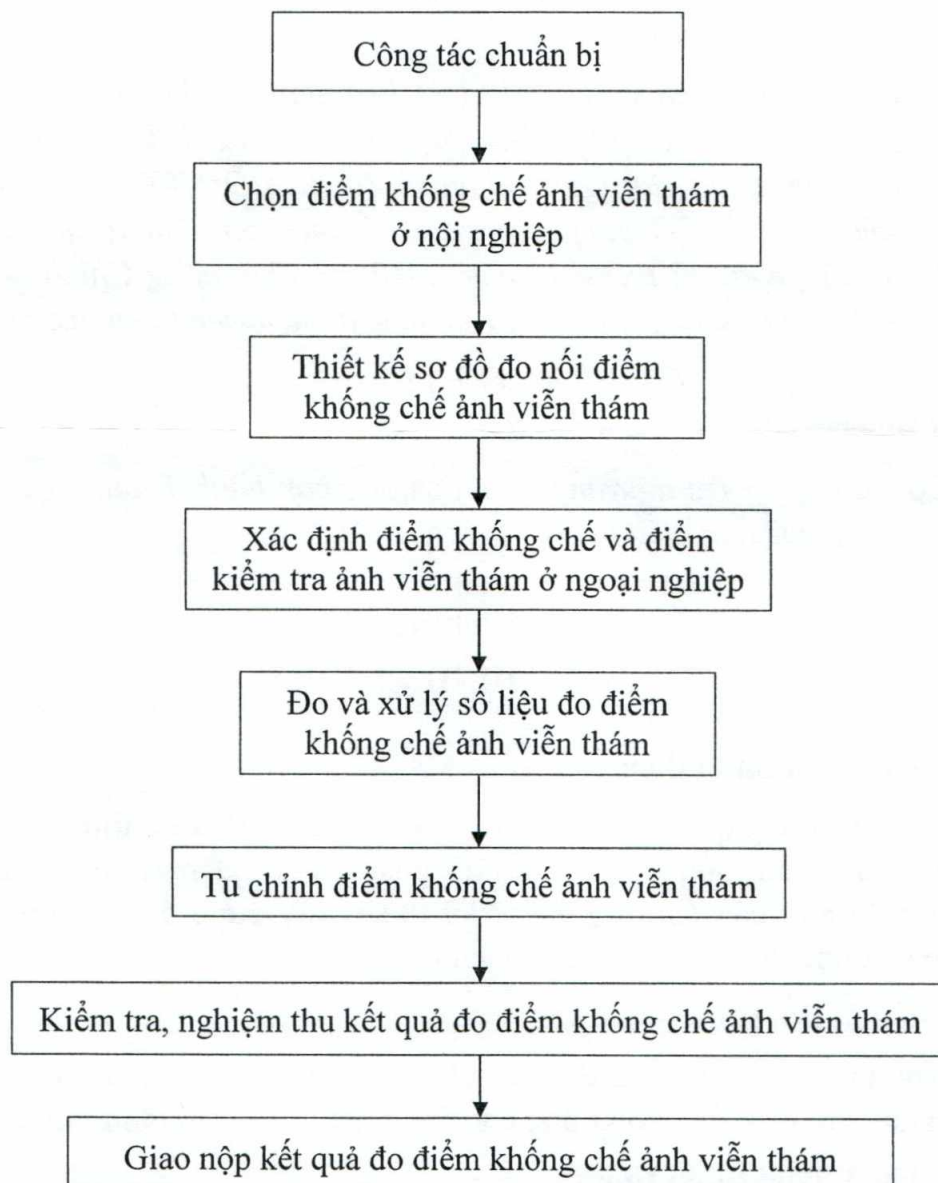 Công tác chuẩn bị
Chọn điểm khống chế ảnh viễn thám
ở nội nghiệp
Thiết kế sơ đồ đo nối điểm
khống chế ảnh viễn thám
Xác định điểm khống chế và điểm
kiểm tra ảnh viễn thám ở ngoại nghiệp
Đo và xử lý số liệu đo điểm
khống chế ảnh viễn thám
Tu chỉnh điểm khống chế ảnh viễn thám
Kiểm tra, nghiệm thu kết quả đo điểm khống chế ảnh viễn thám
Giao nộp kết quả đo điểm khống chế ảnh viễn thám